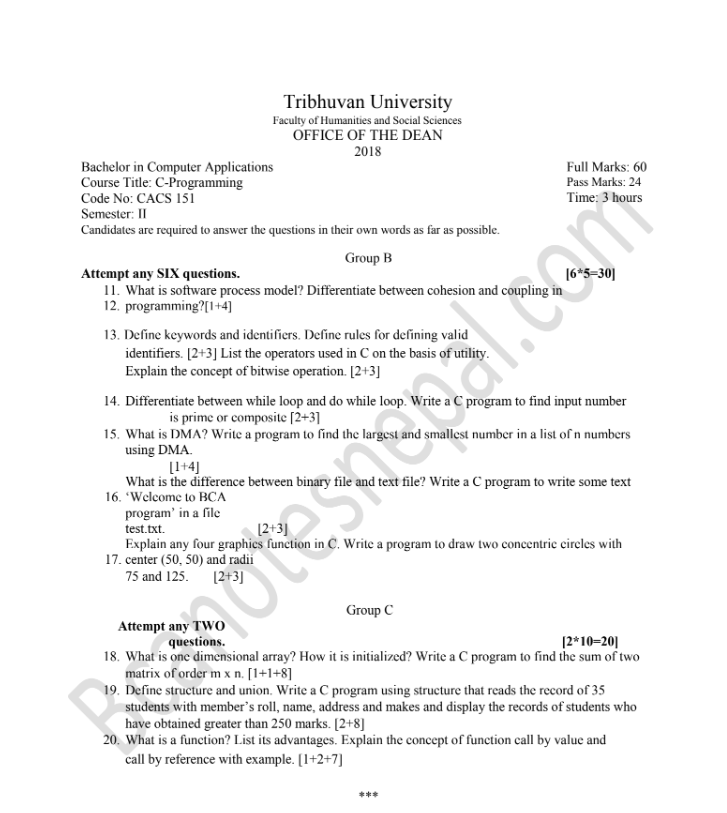 Tribhuvan University
Faculty of Humanities and Social Sciences
OFFICE OF THE DEAN
2018
Bachelor in Computer Applications Full Marks: 60
Course Title: C-Programming Pass Marks: 24
Code No: CACS 151 Time: 3 hours
Semester: II
Candidates are required to answer the questions in their own words as far as possible.
Group B
Attempt any SIX questions. [6*5=30]
11. What is software process model? Differentiate between cohesion and coupling in
12. programming?[1+4]
13. Define keywords and identifiers. Define rules for defining valid
identifiers. [2+3] List the operators used in C on the basis of utility.
Explain the concept of bitwise operation. [2+3]
14. Differentiate between while loop and do while loop. Write a C program to find input number
is prime or composite [2+3]
15. What is DMA? Write a program to find the largest and smallest number in a list of n numbers
using DMA.
[1+4]
What is the difference between binary file and text file? Write a C program to write some text
16. ‘Welcome to BCA
program’ in a file
test.txt. [2+3]
Explain any four graphics function in C. Write a program to draw two concentric circles with
17. center (50, 50) and radii
75 and 125. [2+3]
Group C
Attempt any TWO
questions. [2*10=20]
18. What is one dimensional array? How it is initialized? Write a C program to find the sum of two
matrix of order m x n. [1+1+8]
19. Define structure and union. Write a C program using structure that reads the record of 35
students with member’s roll, name, address and makes and display the records of students who
have obtained greater than 250 marks. [2+8]
20. What is a function? List its advantages. Explain the concept of function call by value and
call by reference with example. [1+2+7]
***
Bcanotesnepal.com